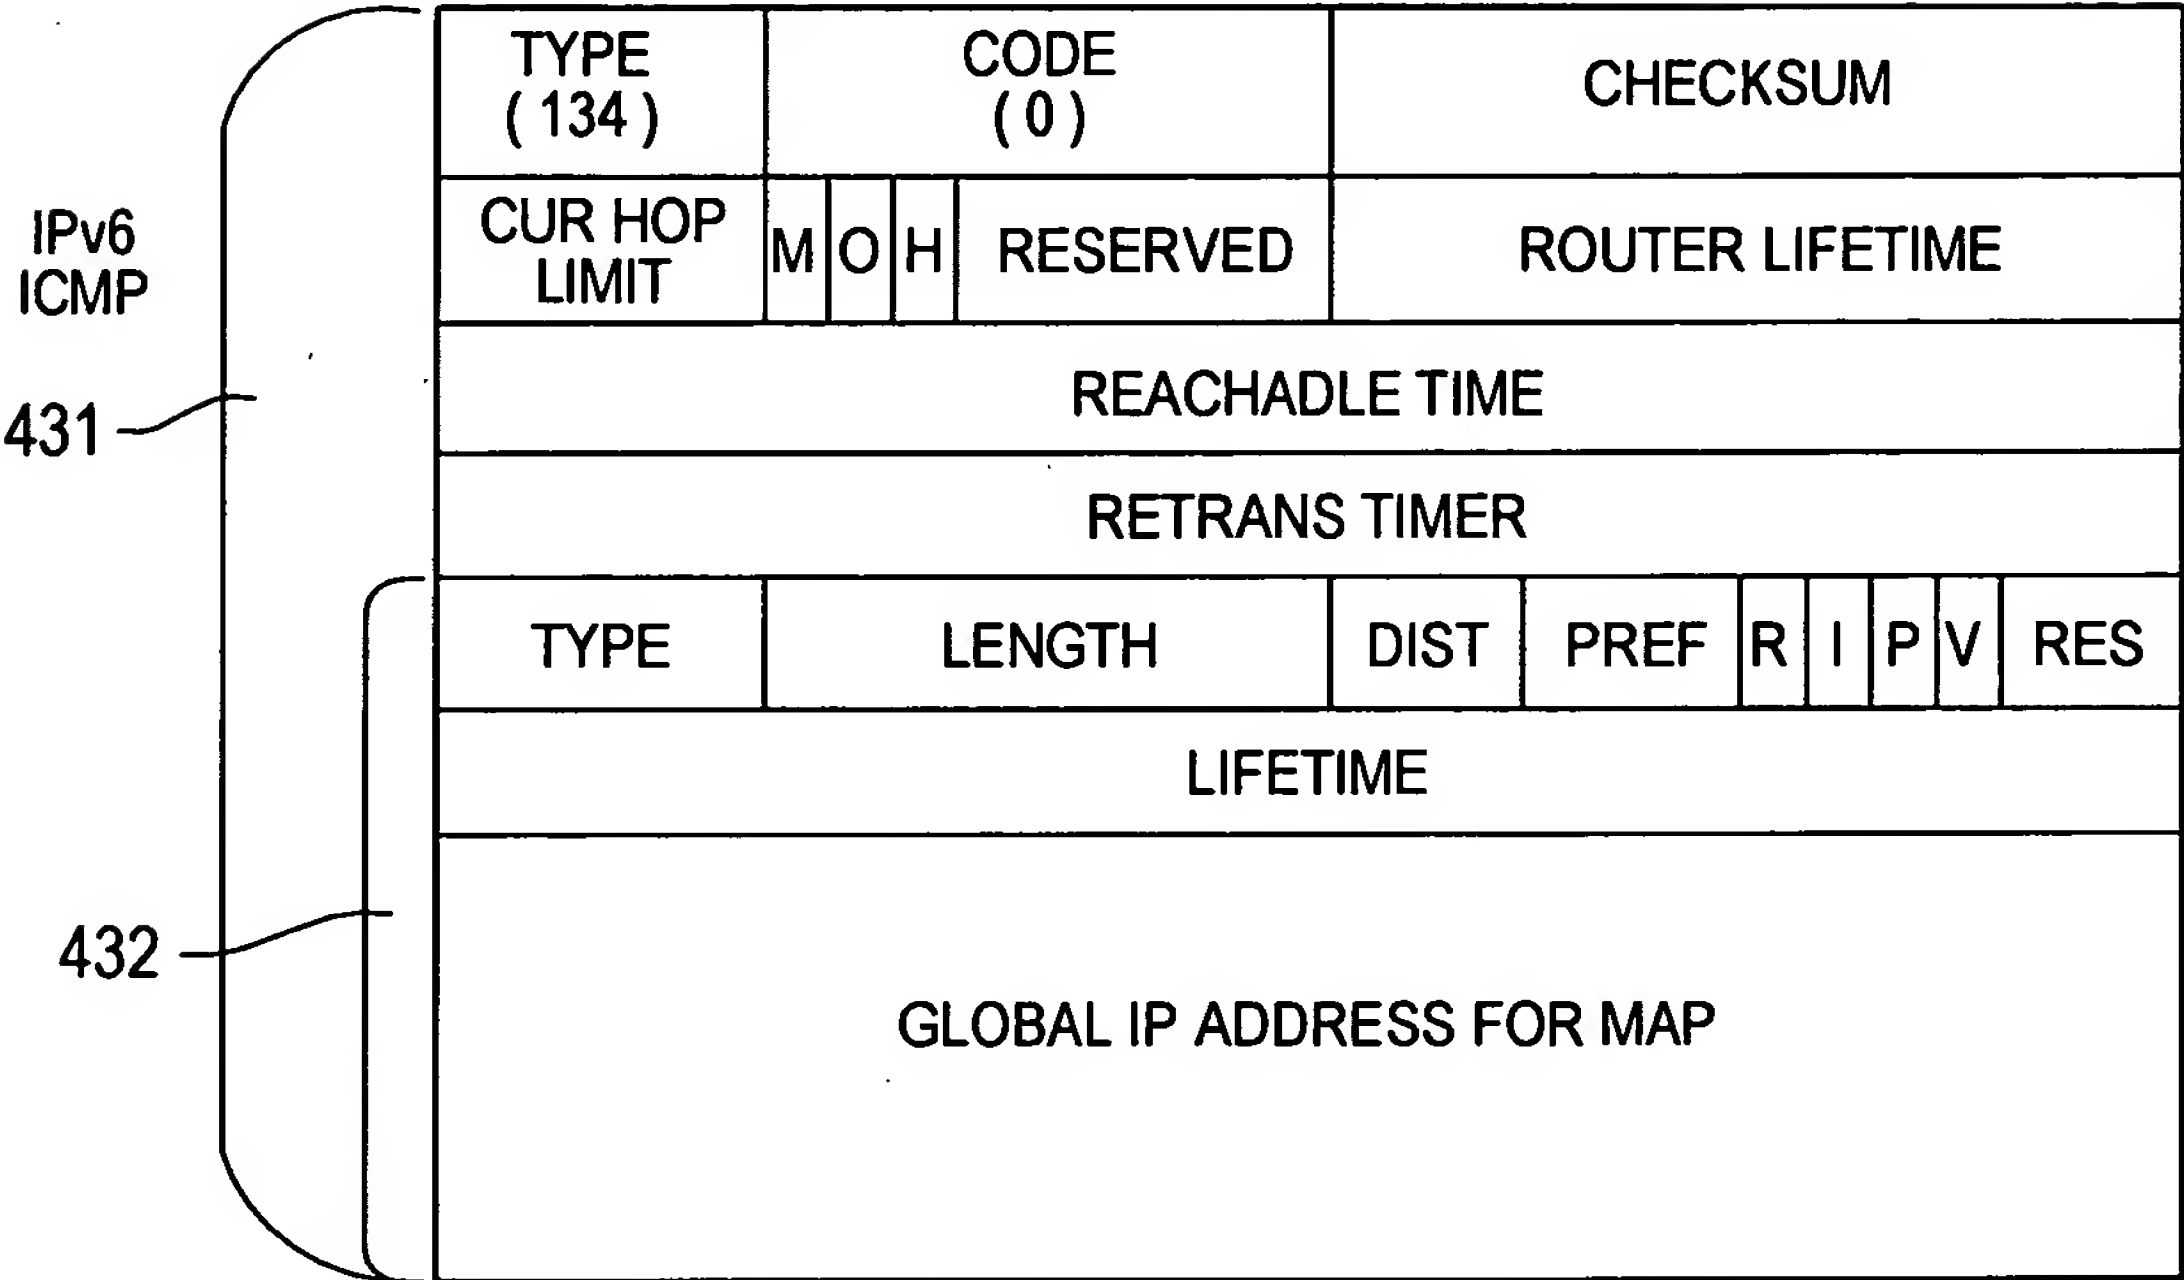 TYPE
( 134 )
CODE
( 0 )
CHECKSUM
IPv6
ICMP
CUR HOP
LIMIT
M
O
H
RESERVED
ROUTER LIFETIME
REACHADLE TIME
431
RETRANS TIMER
TYPE
LENGTH
DIST
PREF
R
I
P
V
RES
LIFETIME
432
GLOBAL IP ADDRESS FOR MAP